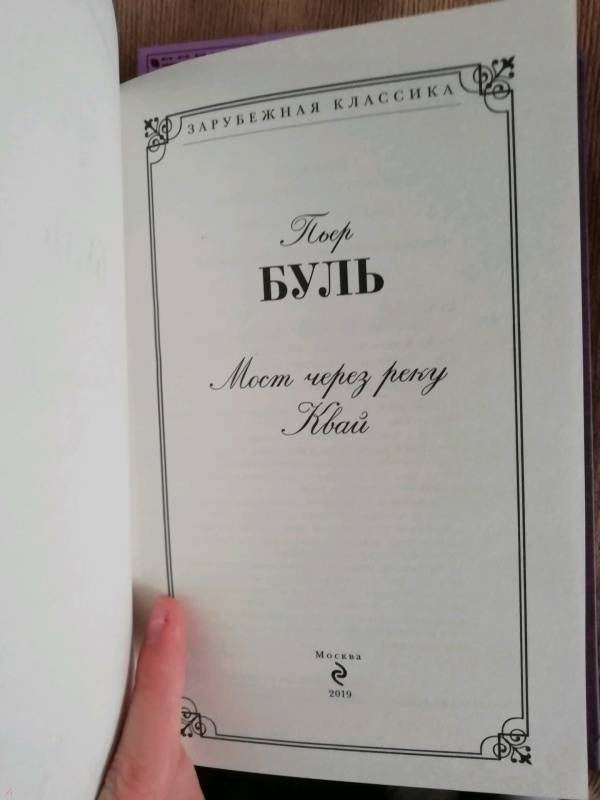 ЗАРУБЕЖНАЯ КЛАССИКА
Пьер
БУЛЬ
Мост через реку
Квай
Москва
2019